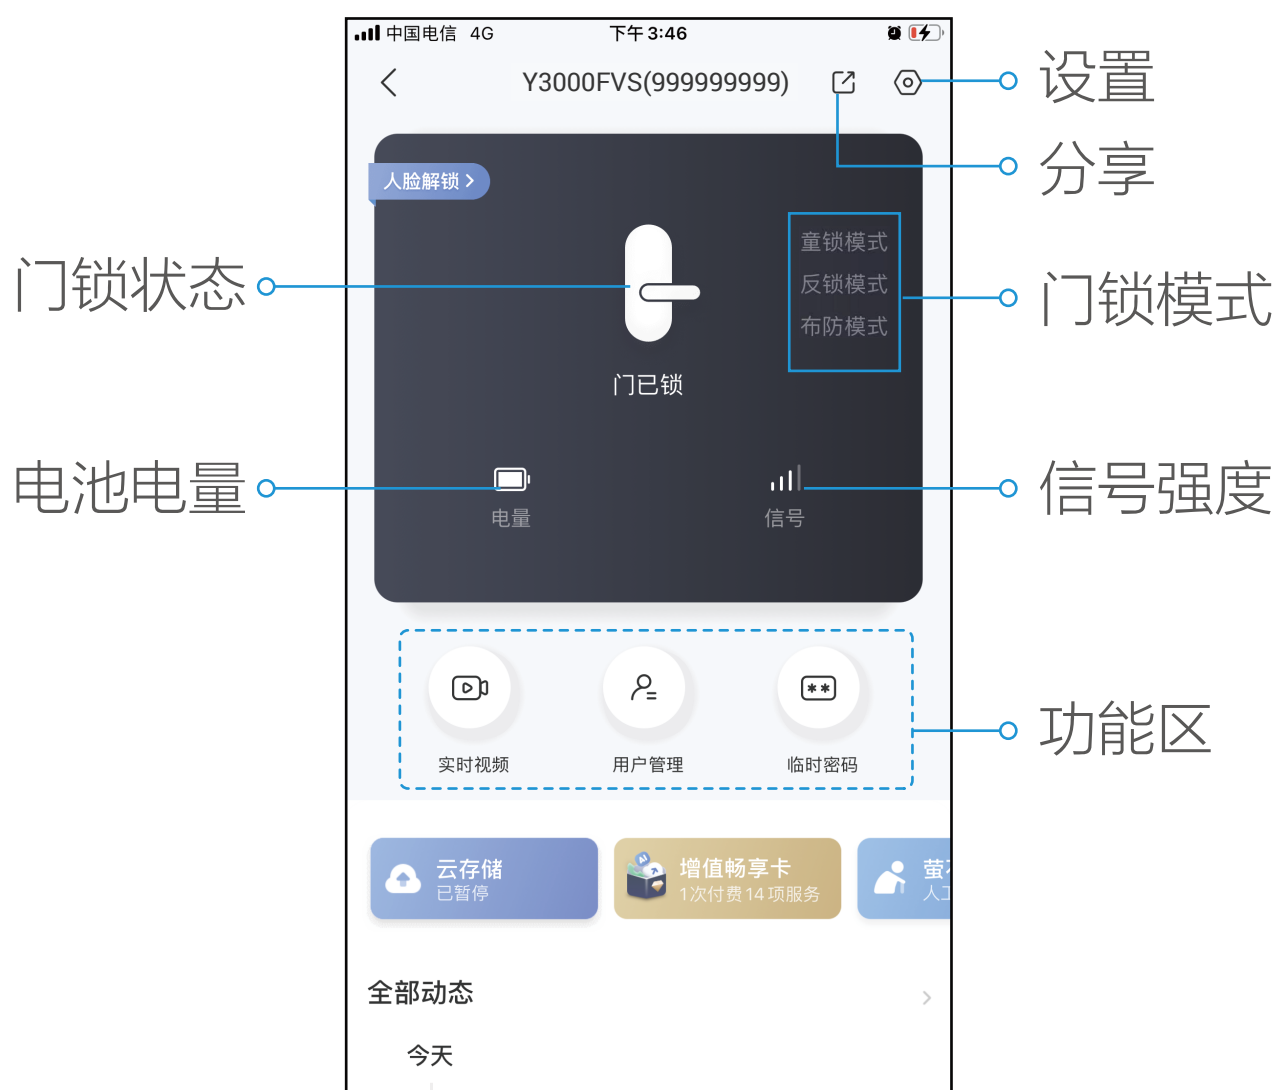 中国电信 4G 下午3:46
Y3000FVS(999999999)
设置
分享
人脸解锁
童锁模式
反锁模式
布防模式
门锁状态
门锁模式
门已锁
电池电量
电量
信号
信号强度
实时视频
用户管理
临时密码
功能区
云存储
已暂停
AI
增值畅享卡
1次付费14项服务
萤
人工
全部动态
今天